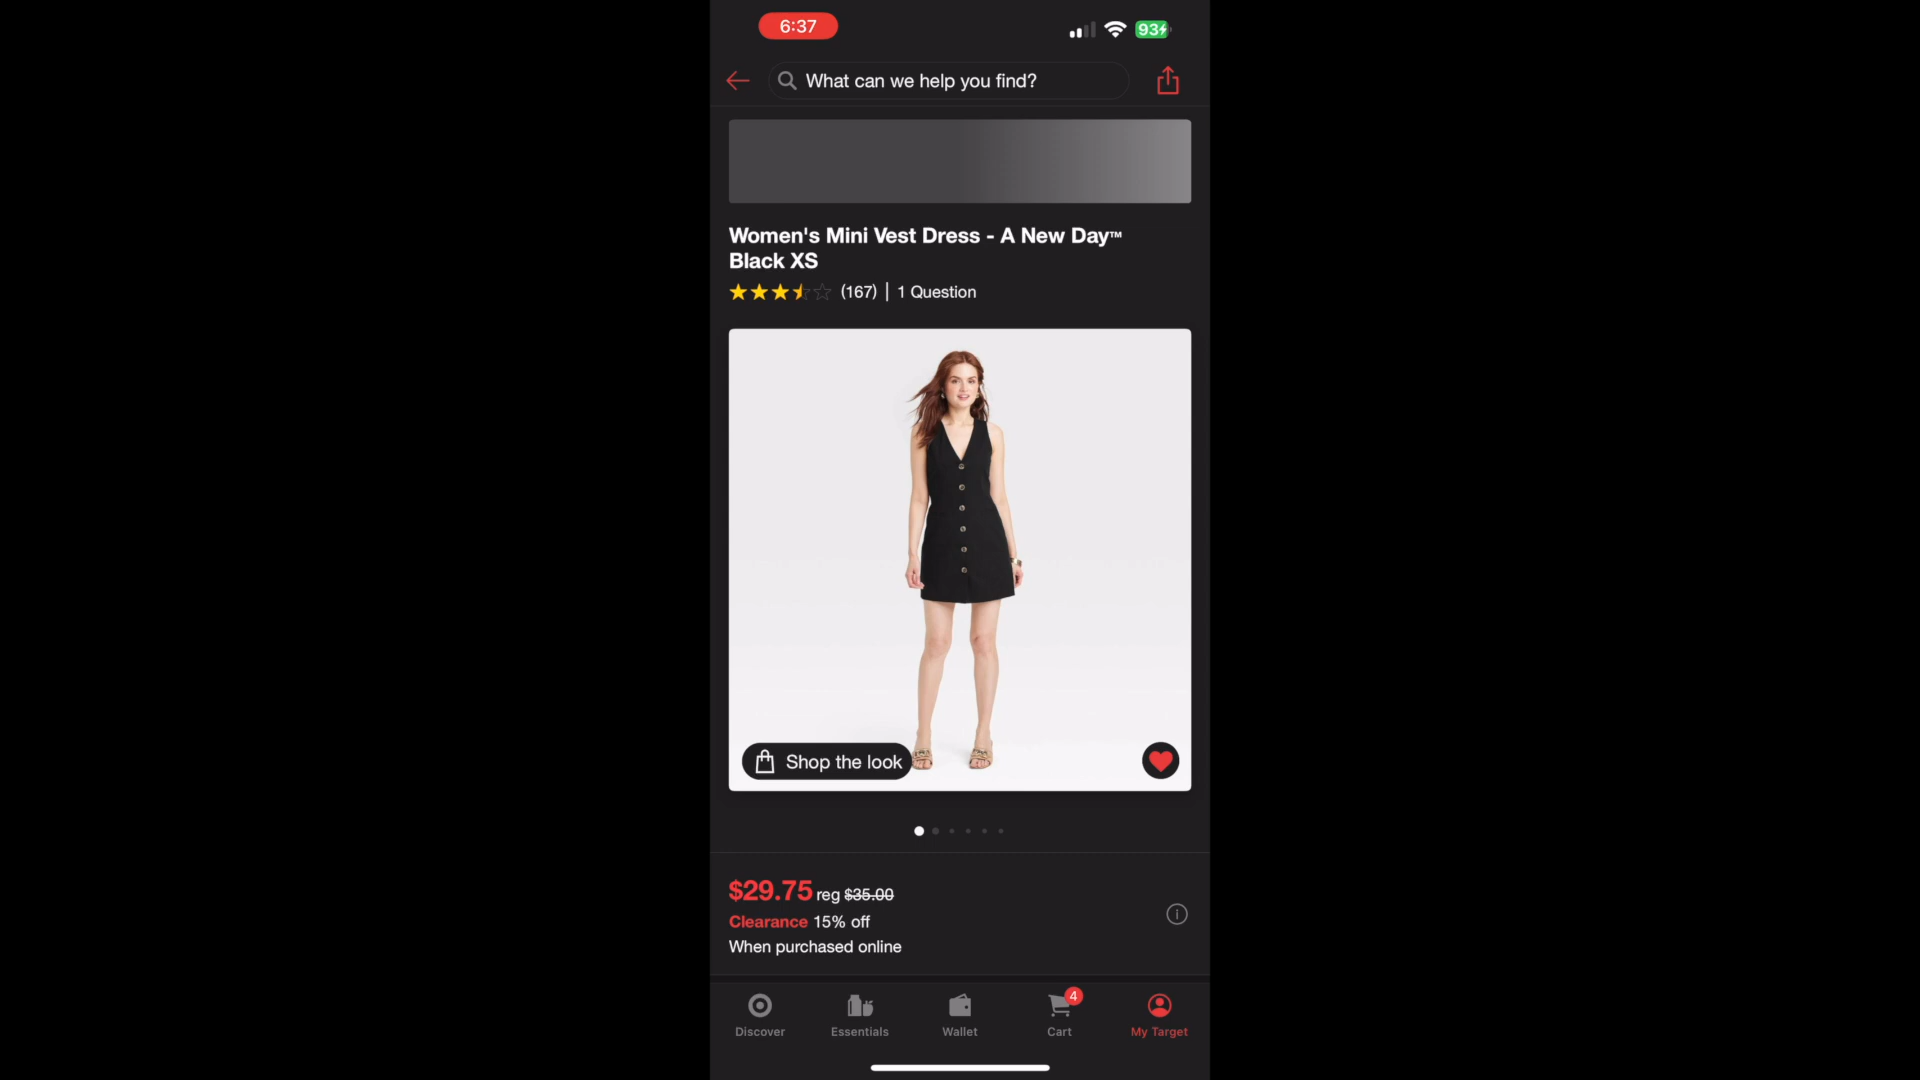 6:37
93
What can we help you find?
Women's Mini Vest Dress - A New Day™
Black XS
(167) | 1 Question
Shop the look
$29.75 reg $35.00
Clearance 15% off
When purchased online
4
Discover
Essentials
Wallet
Cart
My Target